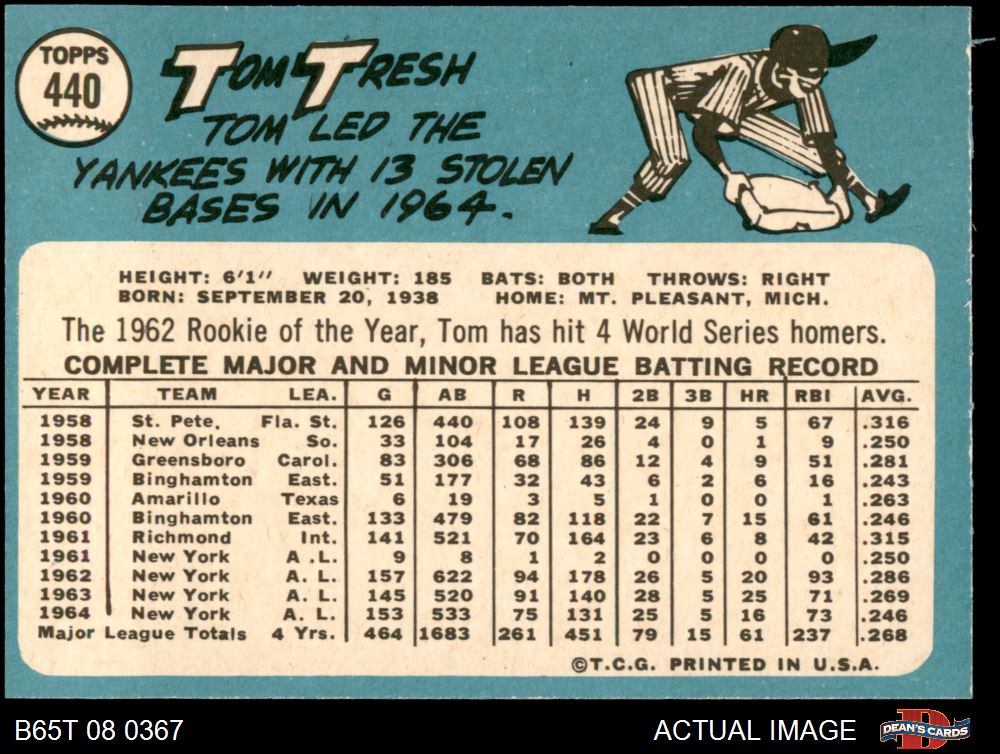 TOPPS
440
TOM TRESH
TOM LED THE
YANKEES WITH 13 STOLEN
BASES IN 1964.
HEIGHT: 6'1" WEIGHT: 185 BATS: BOTH THROWS: RIGHT
BORN: SEPTEMBER 20, 1938 HOME: MT. PLEASANT, MICH.
The 1962 Rookie of the Year, Tom has hit 4 World Series homers.
COMPLETE MAJOR AND MINOR LEAGUE BATTING RECORD
YEAR TEAM LEA. G AB R H 2B 3B HR RBI AVG.
1958 St. Pete. Fla. St. 126 440 108 139 24 9 5 67 .316
1958 New Orleans So. 33 104 17 26 4 0 1 9 .250
1959 Greensboro Carol. 83 306 68 86 12 4 9 51 .281
1959 Binghamton East. 51 177 32 43 6 2 6 16 .243
1960 Amarillo Texas 6 19 3 5 1 0 0 1 .263
1960 Binghamton East. 133 479 82 118 22 7 15 61 .246
1961 Richmond Int. 141 521 70 164 23 6 8 42 .315
1961 New York A .L. 9 8 1 2 0 0 0 0 .250
1962 New York A. L. 157 622 94 178 26 5 20 93 .286
1963 New York A. L. 145 520 91 140 28 5 25 71 .269
1964 New York A. L. 153 533 75 131 25 5 16 73 .246
Major League Totals 4 Yrs. 464 1683 261 451 79 15 61 237 .268
©T.C.G. PRINTED IN U.S.A.
B65T 08 0367 ACTUAL IMAGE DEAN'S CARDS